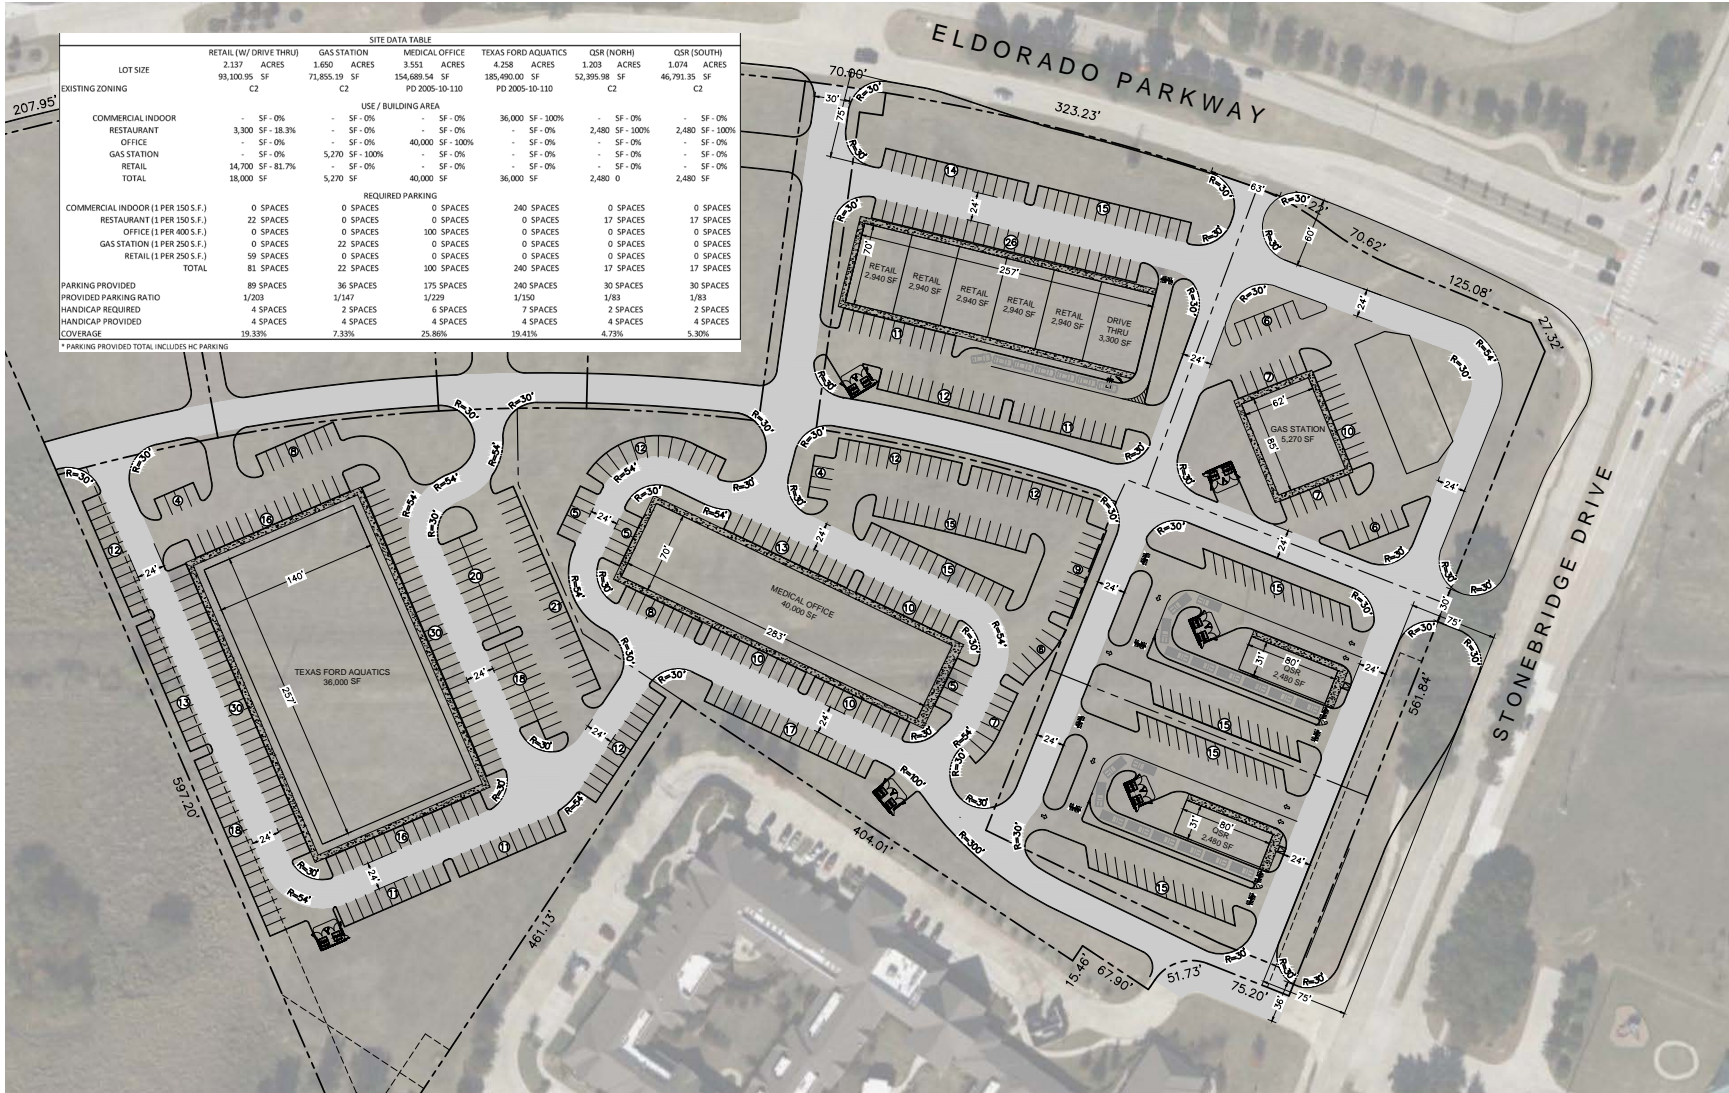 SITE DATA TABLE
RETAIL (W/ DRIVE THRU) GAS STATION MEDICAL OFFICE TEXAS FORD AQUATICS QSR (NORH) QSR (SOUTH)
LOT SIZE 2.137 ACRES 1.650 ACRES 3.551 ACRES 4.258 ACRES 1.203 ACRES 1.074 ACRES
93,100.95 SF 71,855.19 SF 154,689.54 SF 185,490.00 SF 52,395.98 SF 46,791.35 SF
EXISTING ZONING C2 C2 PD 2005-10-110 PD 2005-10-110 C2 C2
USE / BUILDING AREA
COMMERCIAL INDOOR - SF - 0% - SF - 0% - SF - 0% 36,000 SF - 100% - SF - 0% - SF - 0%
RESTAURANT 3,300 SF - 18.3% - SF - 0% - SF - 0% - SF - 0% 2,480 SF - 100% 2,480 SF - 100%
OFFICE - SF - 0% - SF - 0% 40,000 SF - 100% - SF - 0% - SF - 0% - SF - 0%
GAS STATION - SF - 0% 5,270 SF - 100% - SF - 0% - SF - 0% - SF - 0% - SF - 0%
RETAIL 14,700 SF - 81.7% - SF - 0% - SF - 0% - SF - 0% - SF - 0% - SF - 0%
TOTAL 18,000 SF 5,270 SF 40,000 SF 36,000 SF 2,480 0 2,480 SF
REQUIRED PARKING
COMMERCIAL INDOOR (1 PER 150 S.F.) 0 SPACES 0 SPACES 0 SPACES 240 SPACES 0 SPACES 0 SPACES
RESTAURANT (1 PER 150 S.F.) 22 SPACES 0 SPACES 0 SPACES 0 SPACES 17 SPACES 17 SPACES
OFFICE (1 PER 400 S.F.) 0 SPACES 0 SPACES 100 SPACES 0 SPACES 0 SPACES 0 SPACES
GAS STATION (1 PER 250 S.F.) 0 SPACES 22 SPACES 0 SPACES 0 SPACES 0 SPACES 0 SPACES
RETAIL (1 PER 250 S.F.) 59 SPACES 0 SPACES 0 SPACES 0 SPACES 0 SPACES 0 SPACES
TOTAL 81 SPACES 22 SPACES 100 SPACES 240 SPACES 17 SPACES 17 SPACES
PARKING PROVIDED 89 SPACES 36 SPACES 175 SPACES 240 SPACES 30 SPACES 30 SPACES
PROVIDED PARKING RATIO 1/203 1/147 1/229 1/150 1/83 1/83
HANDICAP REQUIRED 4 SPACES 2 SPACES 6 SPACES 7 SPACES 2 SPACES 2 SPACES
HANDICAP PROVIDED 4 SPACES 4 SPACES 4 SPACES 4 SPACES 4 SPACES 4 SPACES
COVERAGE 19.33% 7.33% 25.86% 19.41% 4.73% 5.30%
* PARKING PROVIDED TOTAL INCLUDES HC PARKING
ELDORADO PARKWAY
STONEBRIDGE DRIVE
207.95'
70.00'
323.23'
70.62'
125.08'
27.32'
561.84'
597.20'
461.13'
404.01'
15.46'
67.90'
51.73'
75.20'
RETAIL
2,940 SF
RETAIL
2,940 SF
RETAIL
2,940 SF
RETAIL
2,940 SF
RETAIL
2,940 SF
DRIVE
THRU
3,300 SF
257'
70'
GAS STATION
5,270 SF
62'
85'
MEDICAL OFFICE
40,000 SF
70'
283'
TEXAS FORD AQUATICS
36,000 SF
140'
257'
QSR
2,480 SF
31'
80'
QSR
2,480 SF
31'
80'
R=30'
R=54'
R=100'
R=300'
24'
30'
75'
63'
60'
36'